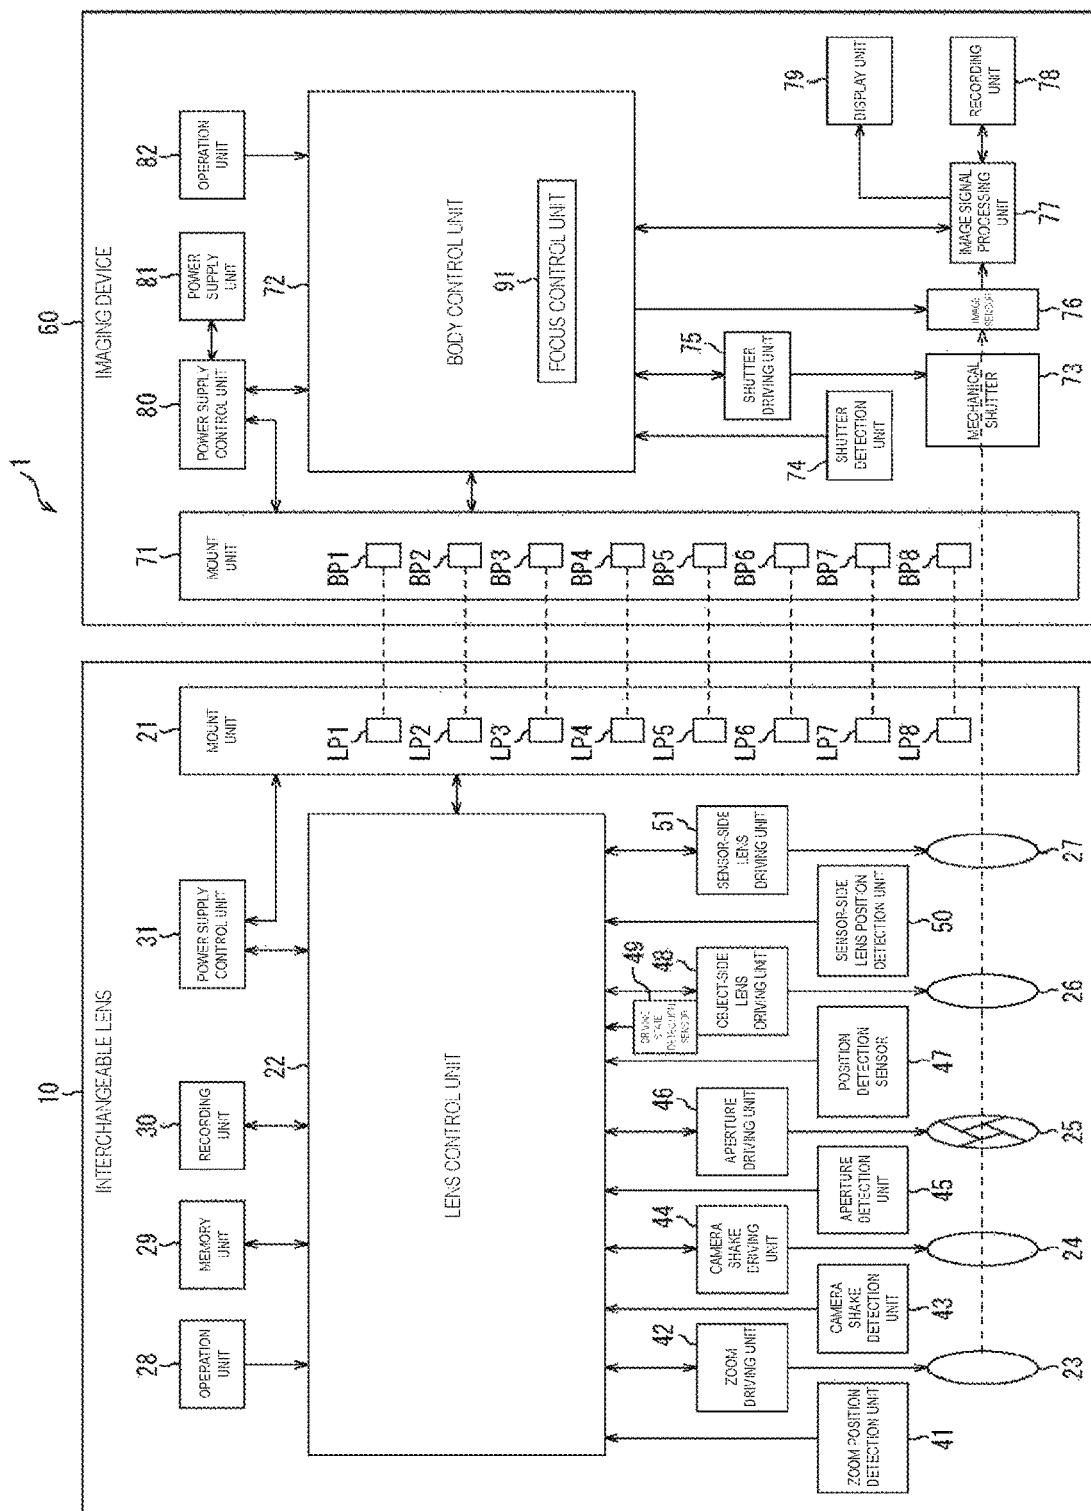 1
10
INTERCHANGEABLE LENS
28
OPERATION
UNIT
29
MEMORY
UNIT
30
RECORDING
UNIT
31
POWER SUPPLY
CONTROL UNIT
22
LENS CONTROL UNIT
21
MOUNT
UNIT
LP1
LP2
LP3
LP4
LP5
LP6
LP7
LP8
ZOOM POSITION
DETECTION UNIT
41
42
ZOOM
DRIVING UNIT
23
CAMERA
SHAKE
DETECTION
UNIT
43
44
CAMERA
SHAKE
DRIVING
UNIT
24
APERTURE
DETECTION
UNIT
45
46
APERTURE
DRIVING UNIT
25
POSITION
DETECTION
SENSOR
47
49
DRIVING
STATE
DETECTION
SENSOR
48
OBJECT-SIDE
LENS
DRIVING UNIT
26
SENSOR-SIDE
LENS POSITION
DETECTION UNIT
50
51
SENSOR-SIDE
LENS
DRIVING UNIT
27
60
IMAGING DEVICE
71
MOUNT
UNIT
BP1
BP2
BP3
BP4
BP5
BP6
BP7
BP8
80
POWER SUPPLY
CONTROL UNIT
81
POWER
SUPPLY
UNIT
82
OPERATION
UNIT
72
BODY CONTROL UNIT
91
FOCUS CONTROL UNIT
74
SHUTTER
DETECTION
UNIT
75
SHUTTER
DRIVING UNIT
MECHANICAL
SHUTTER
73
IMAGE
SENSOR
76
IMAGE SIGNAL
PROCESSING
UNIT
77
79
DISPLAY UNIT
RECORDING
UNIT
78